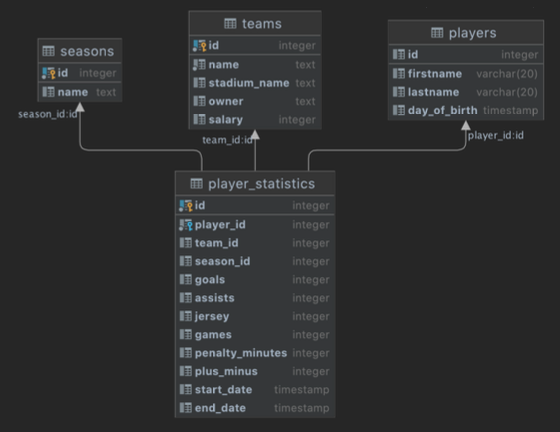 seasons
id integer
name text
teams
id integer
name text
stadium_name text
owner text
salary integer
players
id integer
firstname varchar(20)
lastname varchar(20)
day_of_birth timestamp
season_id:id
team_id:id
player_id:id
player_statistics
id integer
player_id integer
team_id integer
season_id integer
goals integer
assists integer
jersey integer
games integer
penalty_minutes integer
plus_minus integer
start_date timestamp
end_date timestamp